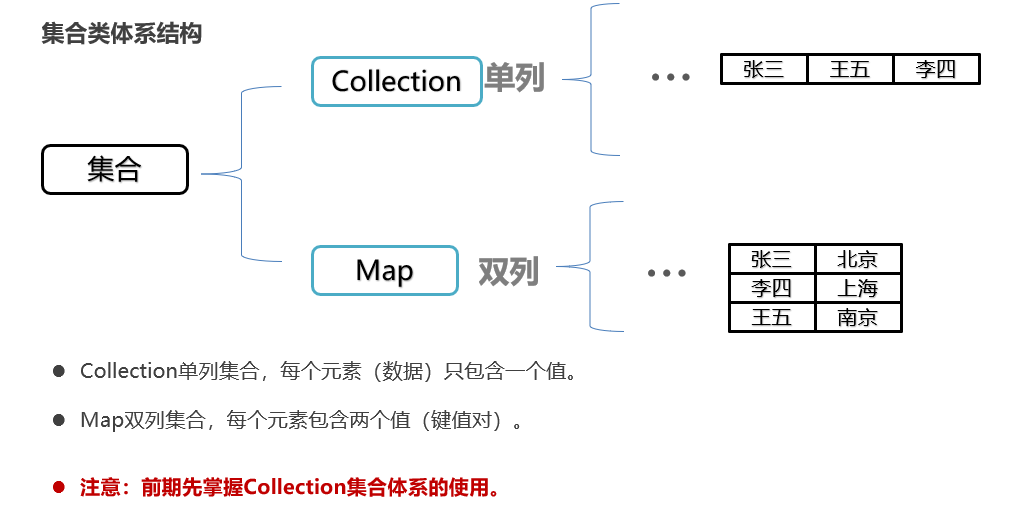 集合类体系结构
集合
Collection 单列
... 张三 王五 李四
Map 双列
... 张三 北京
李四 上海
王五 南京
● Collection单列集合，每个元素（数据）只包含一个值。
● Map双列集合，每个元素包含两个值（键值对）。
● 注意：前期先掌握Collection集合体系的使用。